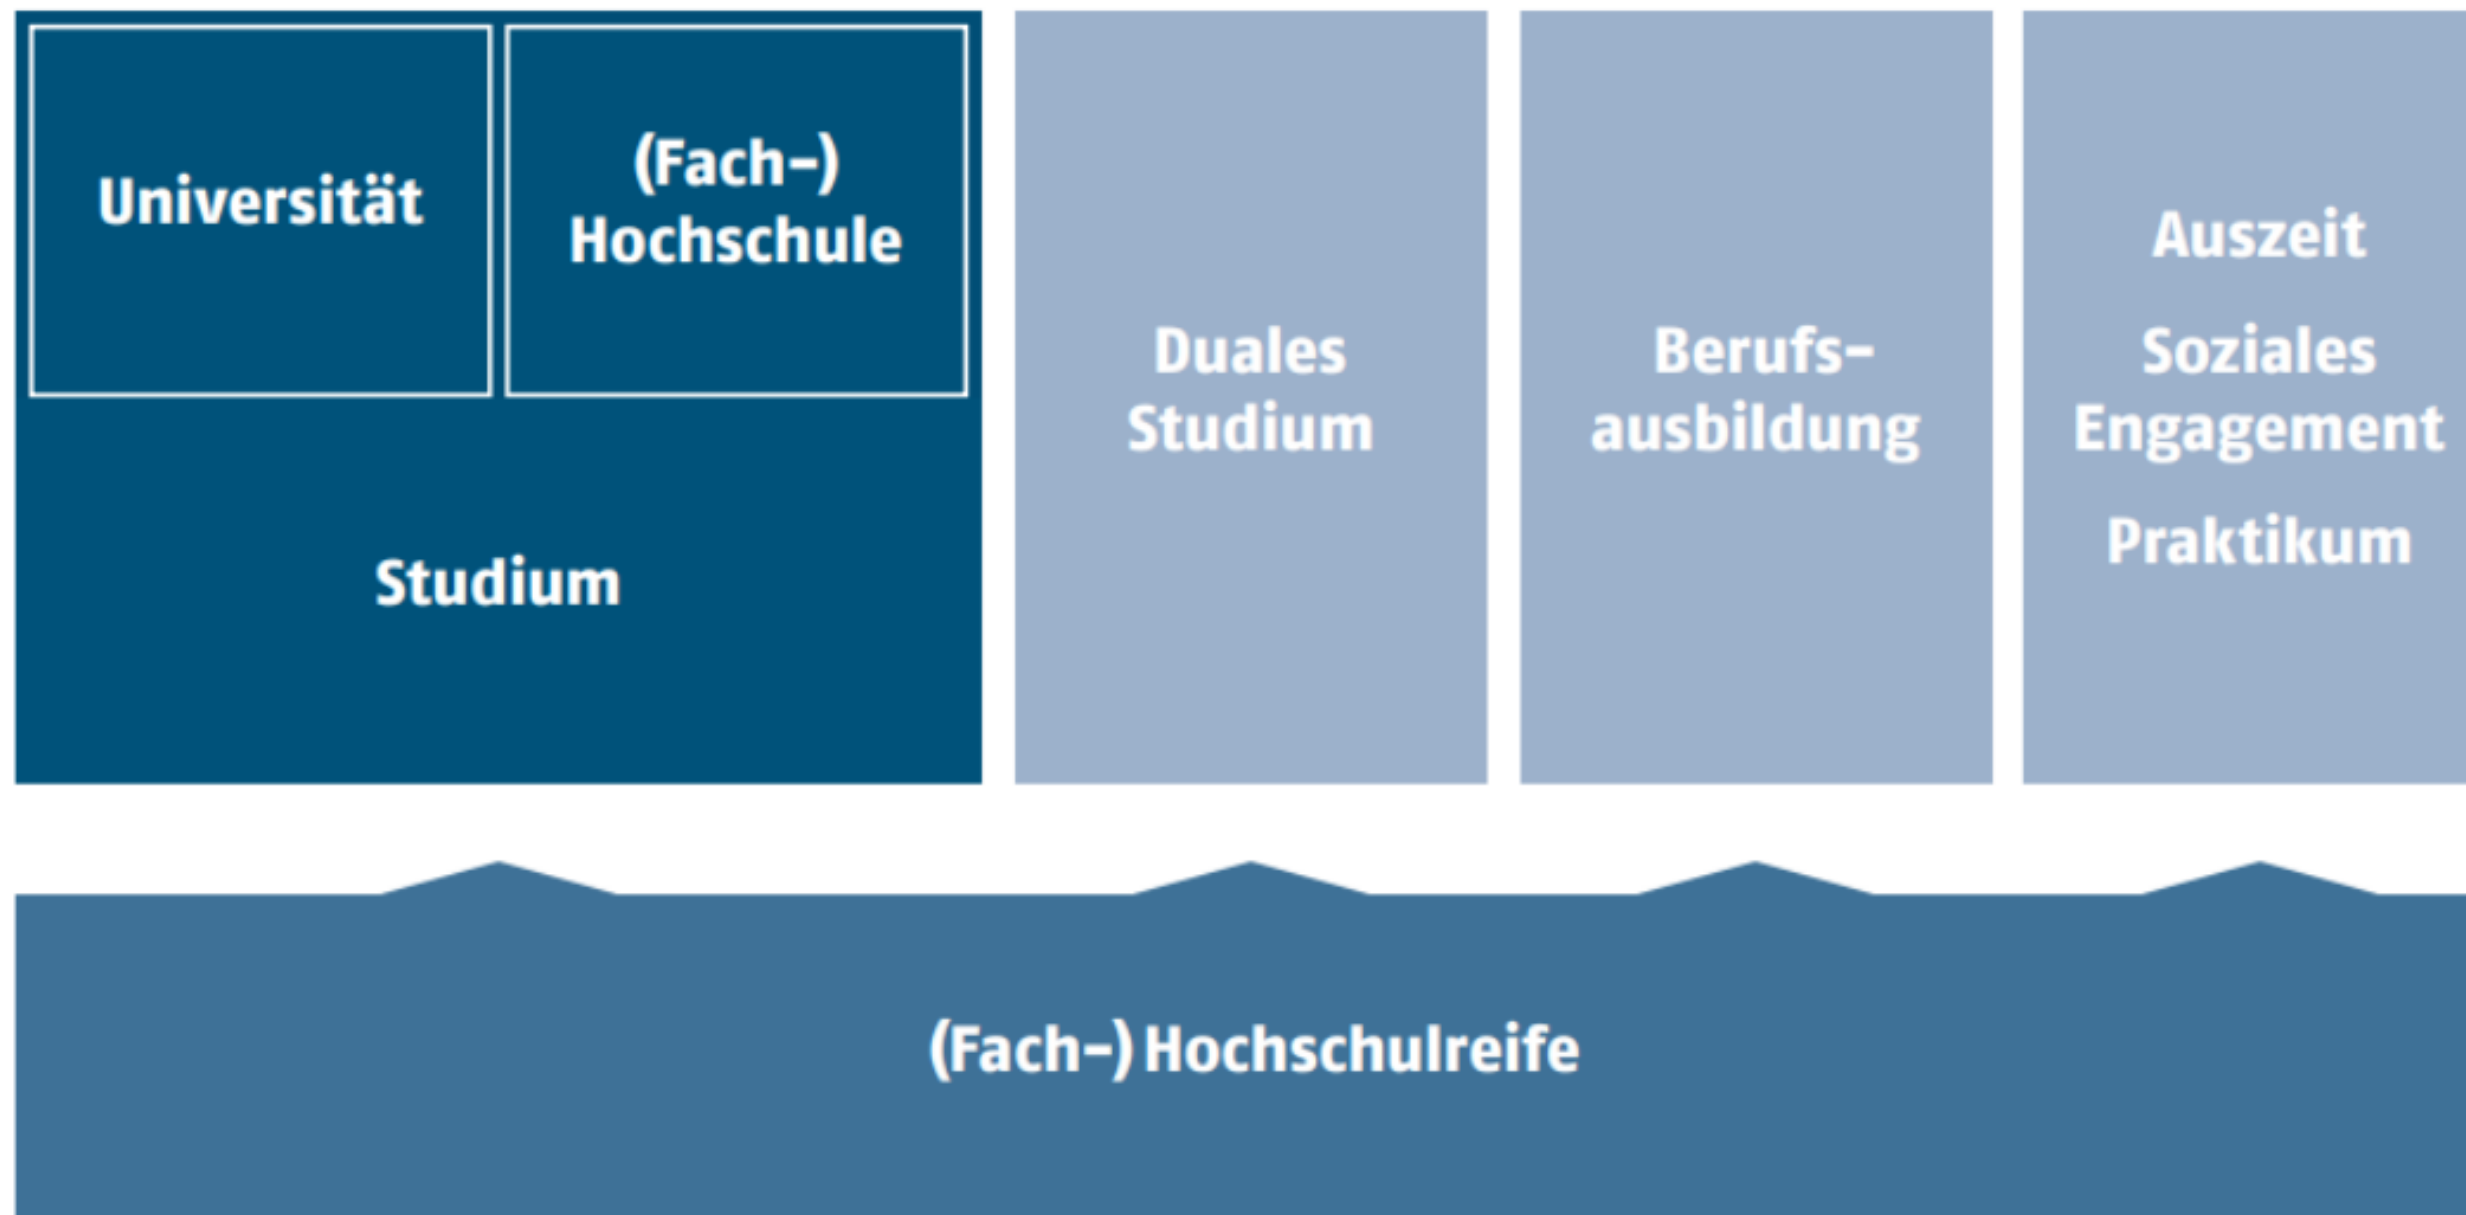 Universität
(Fach-)
Hochschule
Studium
Duales
Studium
Berufs-
ausbildung
Auszeit
Soziales
Engagement
Praktikum
(Fach-) Hochschulreife